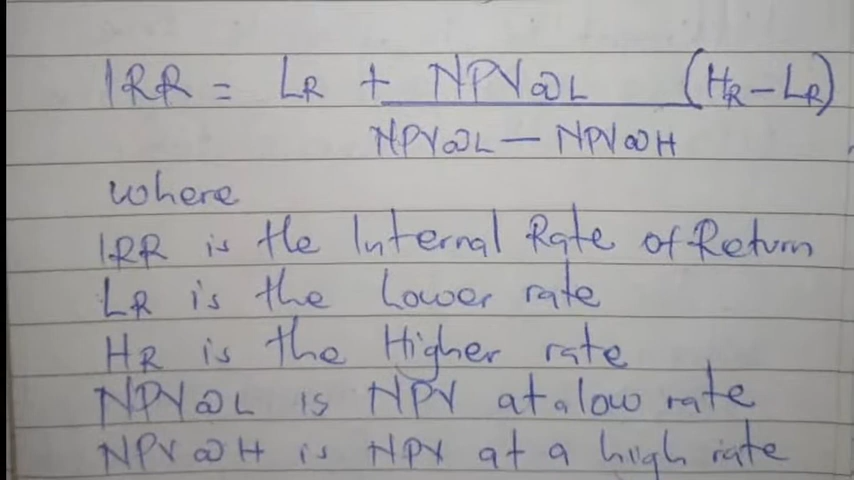 IRR = LR + NPV@L (HR-LR)
NPV@L - NPV@H
where
IRR is the Internal Rate of Return
LR is the Lower rate
HR is the Higher rate
NPV@L is NPV at a low rate
NPV@H is NPV at a high rate